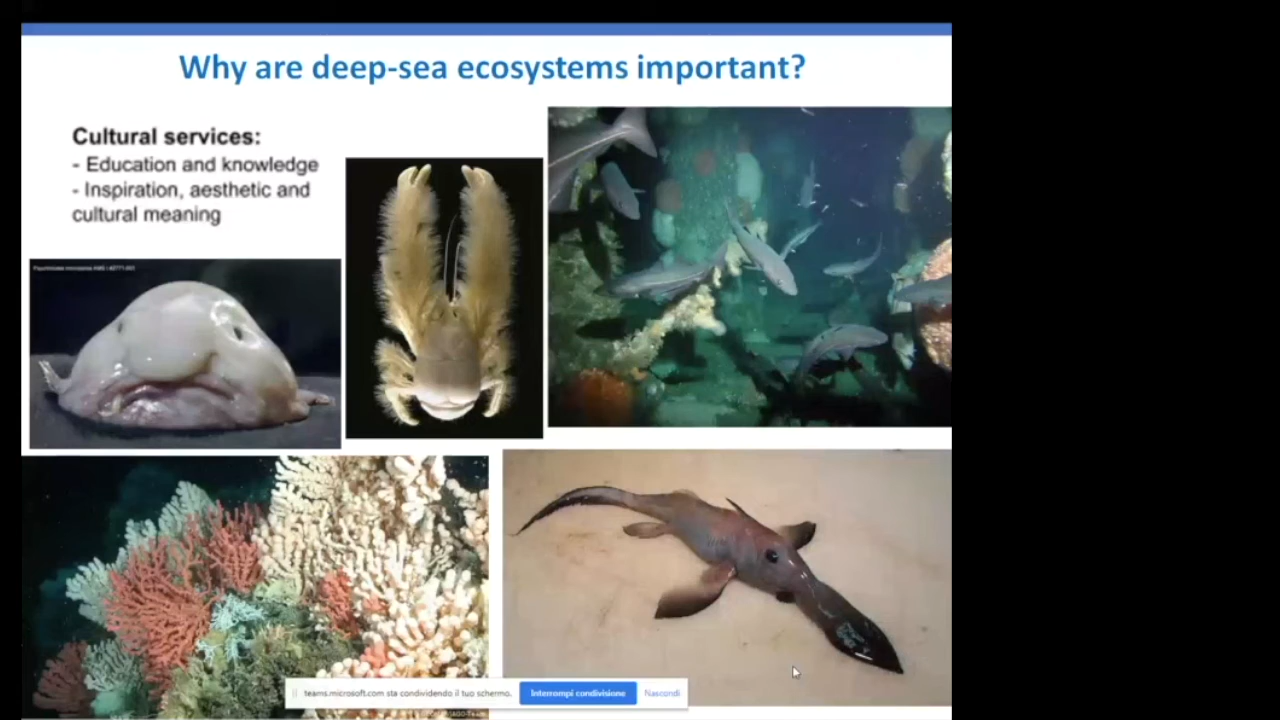 Why are deep-sea ecosystems important?
Cultural services:
- Education and knowledge
- Inspiration, aesthetic and
cultural meaning
teams.microsoft.com sta condividendo il tuo schermo.
Interrompi condivisione
Nascondi